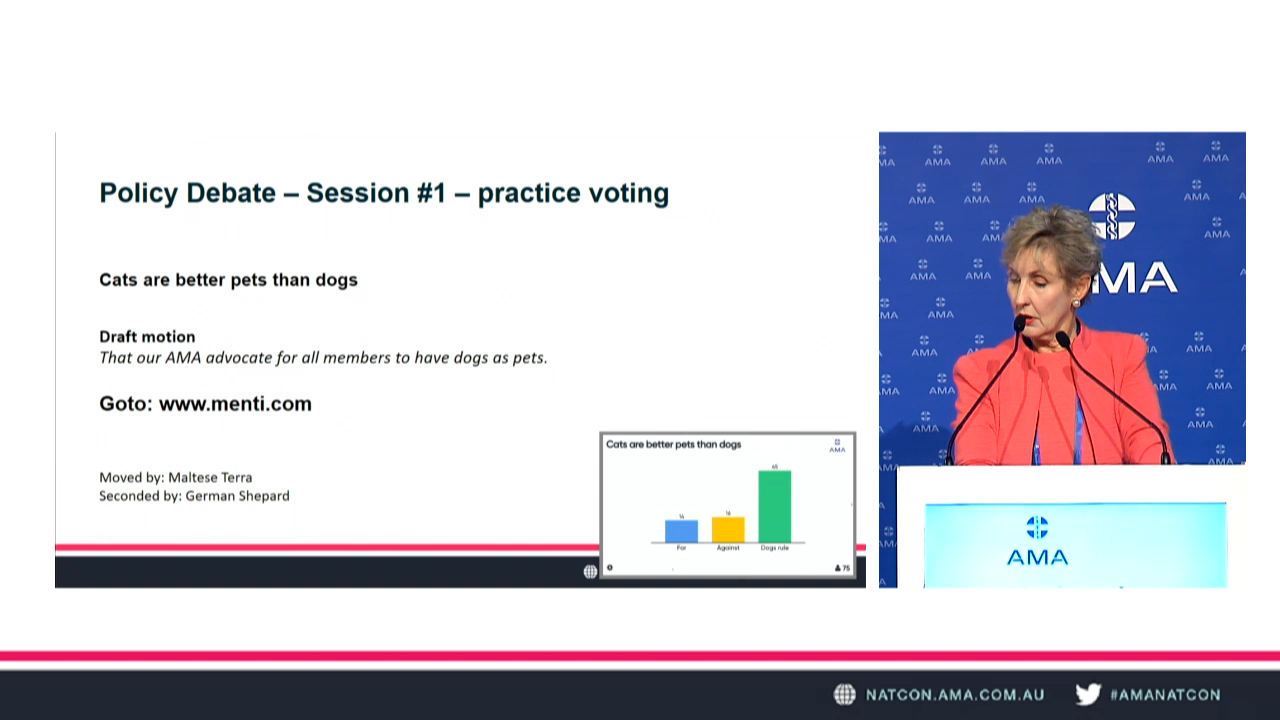 Policy Debate – Session #1 – practice voting
Cats are better pets than dogs
Draft motion
That our AMA advocate for all members to have dogs as pets.
Goto: www.menti.com
Moved by: Maltese Terra
Seconded by: German Shepard
Cats are better pets than dogs
AMA
14
16
45
For
Against
Dogs rule
75
AMA
AMA
NATCON.AMA.COM.AU
#AMANATCON